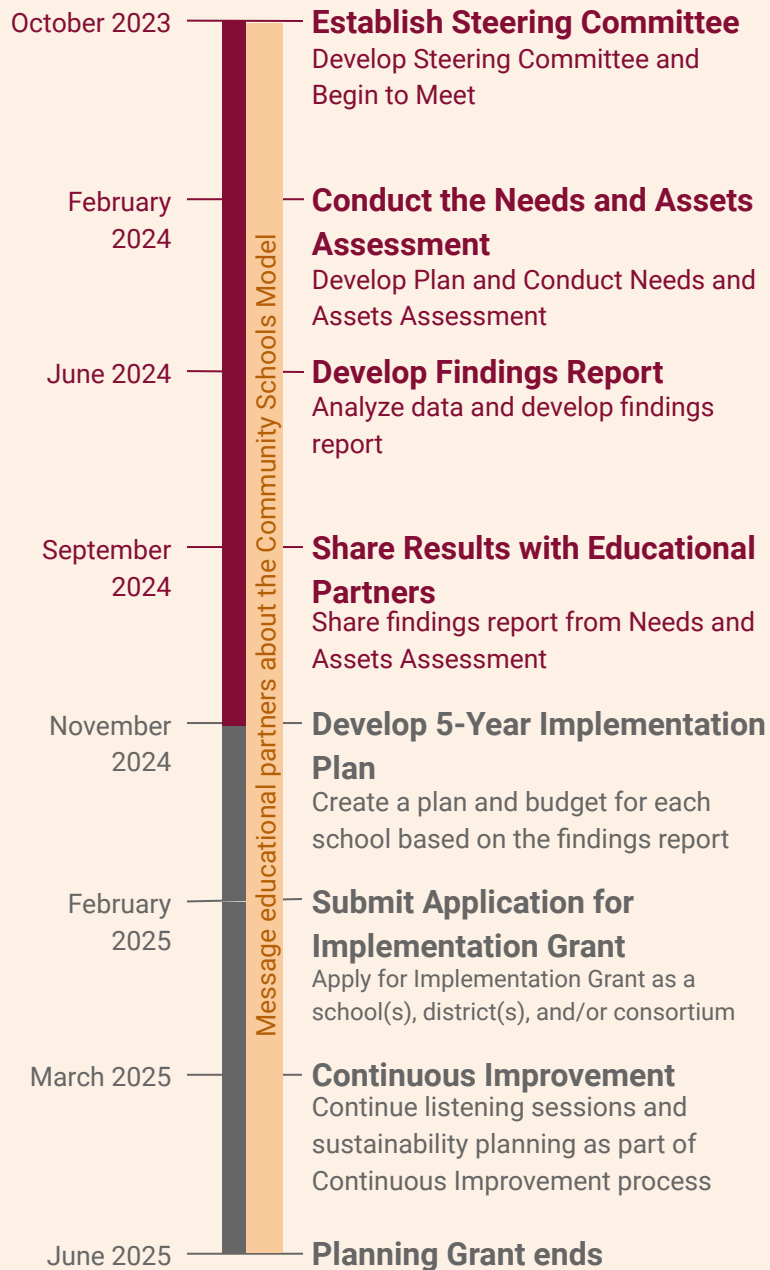 October 2023
Establish Steering Committee
Develop Steering Committee and
Begin to Meet
February
2024
Conduct the Needs and Assets
Assessment
Develop Plan and Conduct Needs and
Assets Assessment
June 2024
Develop Findings Report
Analyze data and develop findings
report
September
2024
Share Results with Educational
Partners
Share findings report from Needs and
Assets Assessment
November
2024
Develop 5-Year Implementation
Plan
Create a plan and budget for each
school based on the findings report
February
2025
Submit Application for
Implementation Grant
Apply for Implementation Grant as a
school(s), district(s), and/or consortium
March 2025
Continuous Improvement
Continue listening sessions and
sustainability planning as part of
Continuous Improvement process
June 2025
Planning Grant ends
Message educational partners about the Community Schools Model